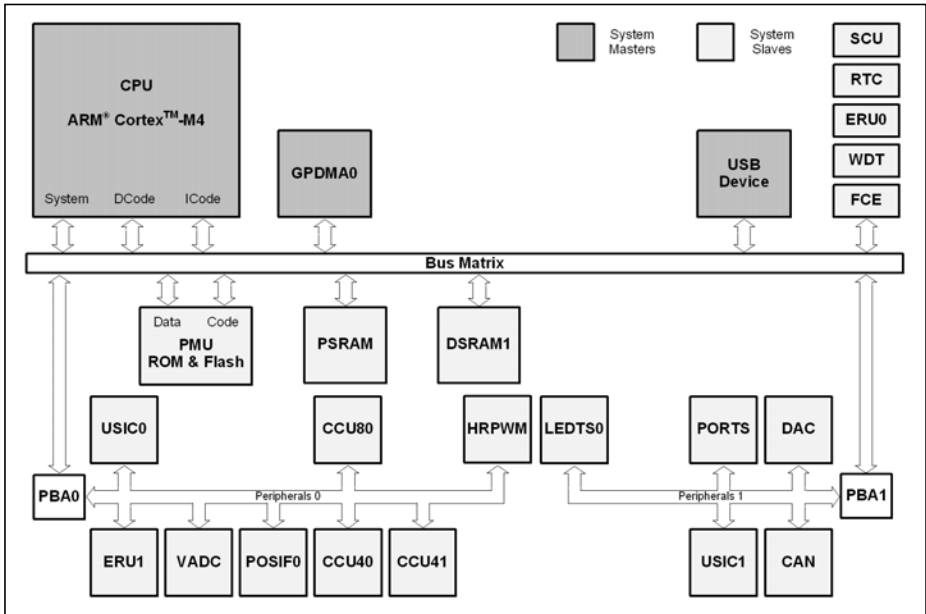 CPU
ARM® Cortex™-M4
System DCode ICode
GPDMA0
System
Masters
System
Slaves
USB
Device
SCU
RTC
ERU0
WDT
FCE
Bus Matrix
Data Code
PMU
ROM & Flash
PSRAM
DSRAM1
USIC0
CCU80
HRPWM
LEDTS0
PORTS
DAC
PBA0
Peripherals 0
Peripherals 1
PBA1
ERU1
VADC
POSIF0
CCU40
CCU41
USIC1
CAN